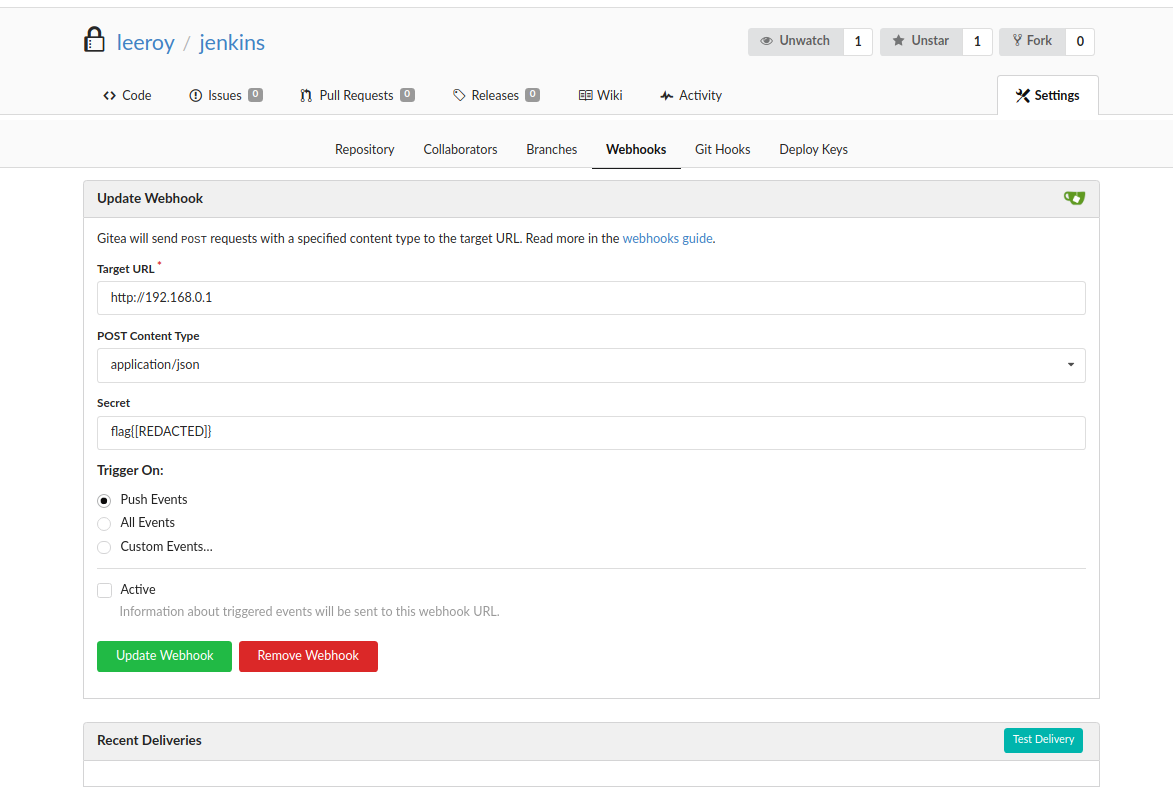 leeroy / jenkins
Unwatch 1 Unstar 1 Fork 0
Code Issues 0 Pull Requests 0 Releases 0 Wiki Activity Settings
Repository Collaborators Branches Webhooks Git Hooks Deploy Keys
Update Webhook
Gitea will send POST requests with a specified content type to the target URL. Read more in the webhooks guide.
Target URL *
http://192.168.0.1
POST Content Type
application/json
Secret
flag{[REDACTED]}
Trigger On:
Push Events
All Events
Custom Events...
Active
Information about triggered events will be sent to this webhook URL.
Update Webhook Remove Webhook
Recent Deliveries Test Delivery